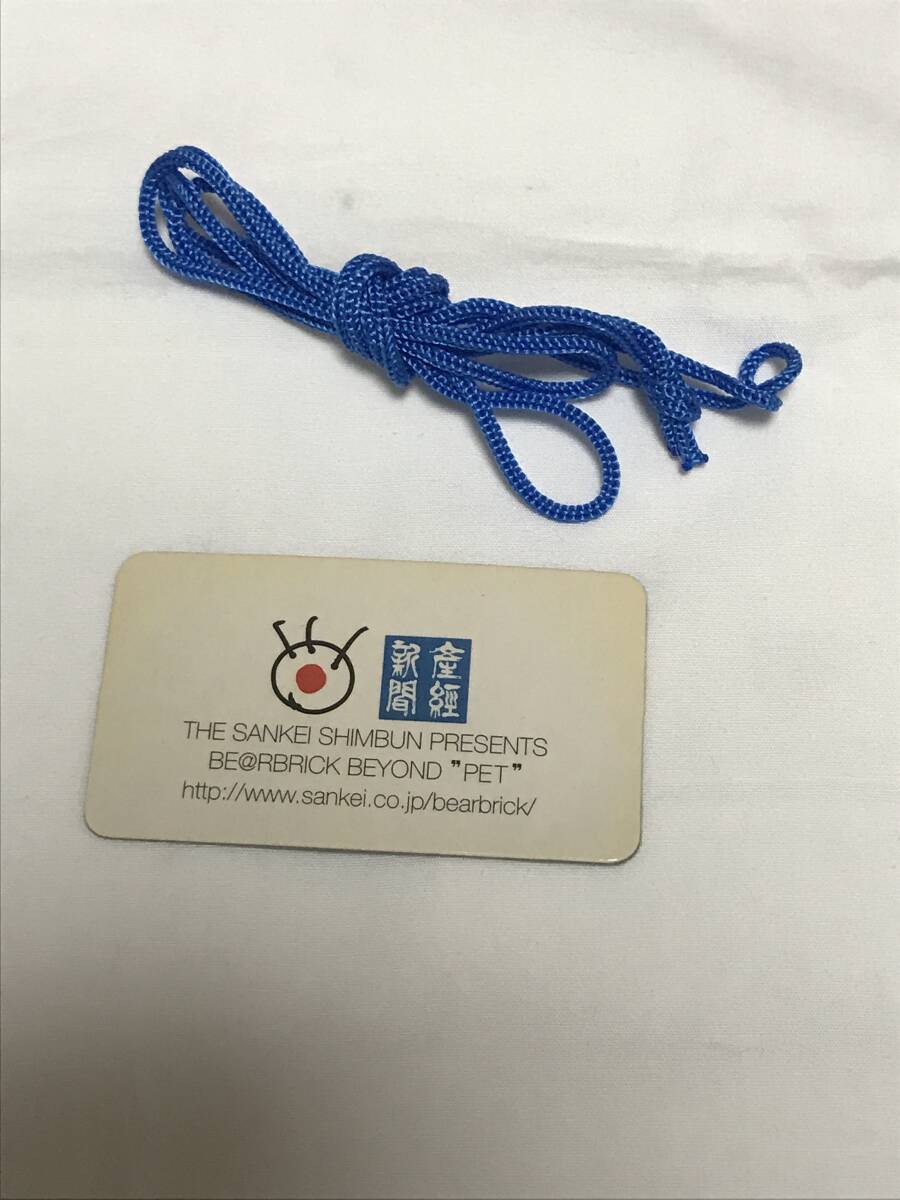 産経
新聞
THE SANKEI SHIMBUN PRESENTS
BE@RBRICK BEYOND ”PET”
http://www.sankei.co.jp/bearbrick/